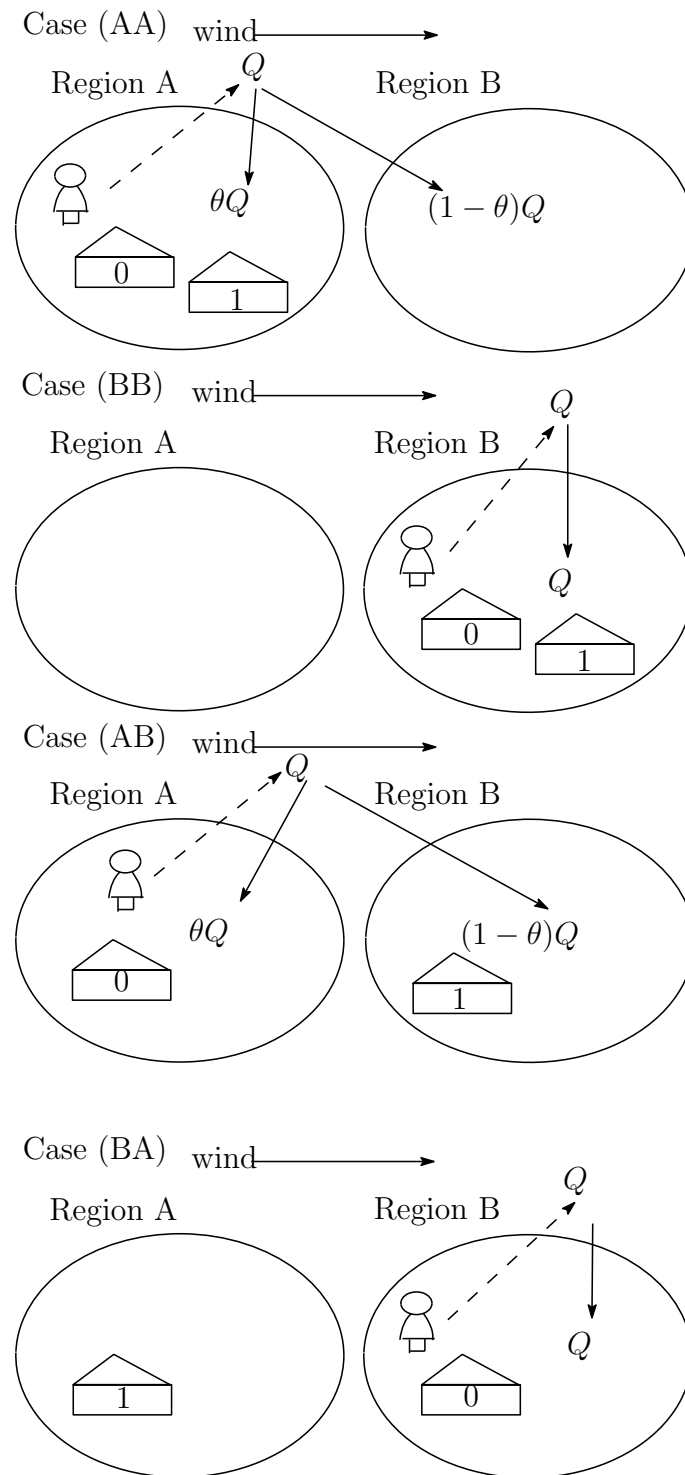 Case (AA) wind
Q
Region A Region B
θQ (1 − θ)Q
0
1
Case (BB) wind
Q
Region A Region B
Q
0
1
Case (AB) wind
Q
Region A Region B
θQ (1 − θ)Q
0
1
Case (BA) wind
Q
Region A Region B
Q
1 0